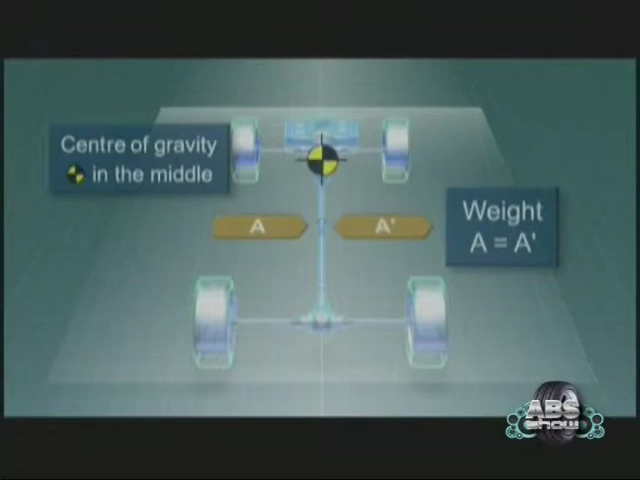 Centre of gravity
in the middle
A
A'
Weight
A = A'
ABS
show